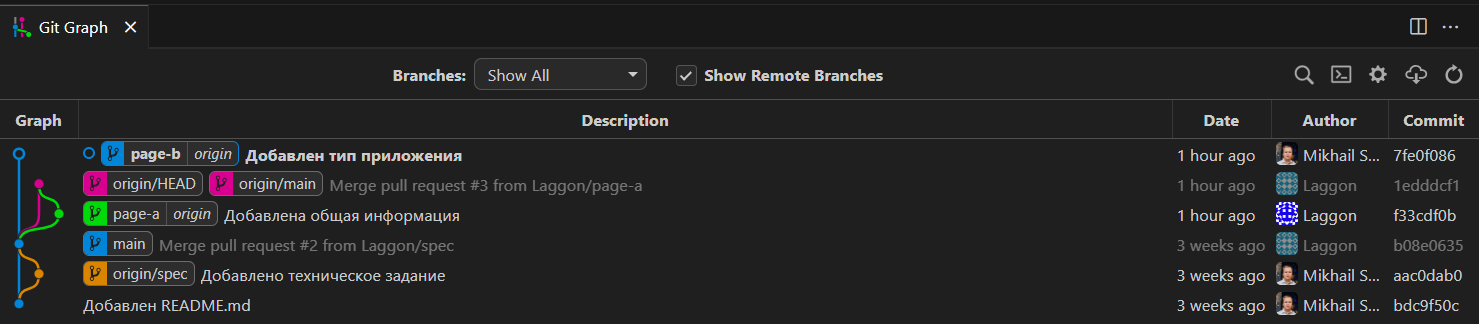 Git Graph
Branches: Show All Show Remote Branches
Graph Description Date Author Commit
page-b origin Добавлен тип приложения 1 hour ago Mikhail S... 7fe0f086
origin/HEAD origin/main Merge pull request #3 from Laggon/page-a 1 hour ago Laggon 1edddcf1
page-a origin Добавлена общая информация 1 hour ago Laggon f33cdf0b
main Merge pull request #2 from Laggon/spec 3 weeks ago Laggon b08e0635
origin/spec Добавлено техническое задание 3 weeks ago Mikhail S... aac0dab0
Добавлен README.md 3 weeks ago Mikhail S... bdc9f50c